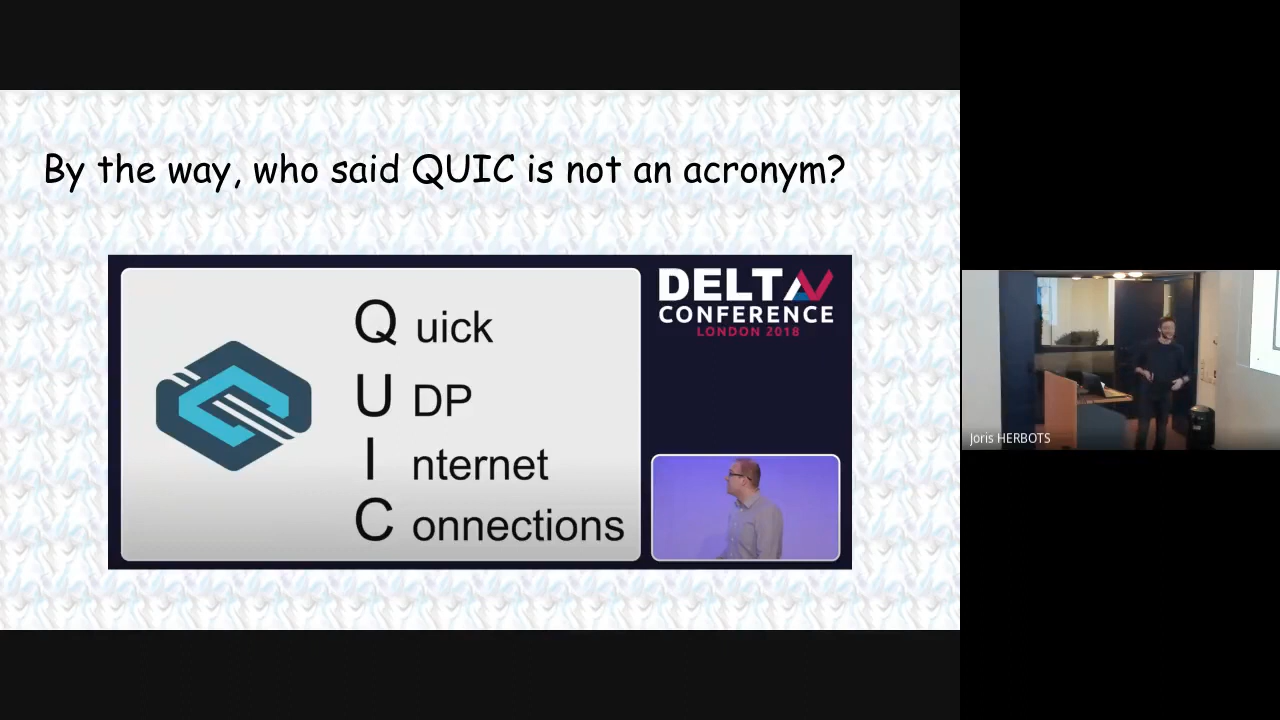 By the way, who said QUIC is not an acronym?
Q uick
U DP
I nternet
C onnections
DELTA V
CONFERENCE
LONDON 2018
Joris HERBOTS